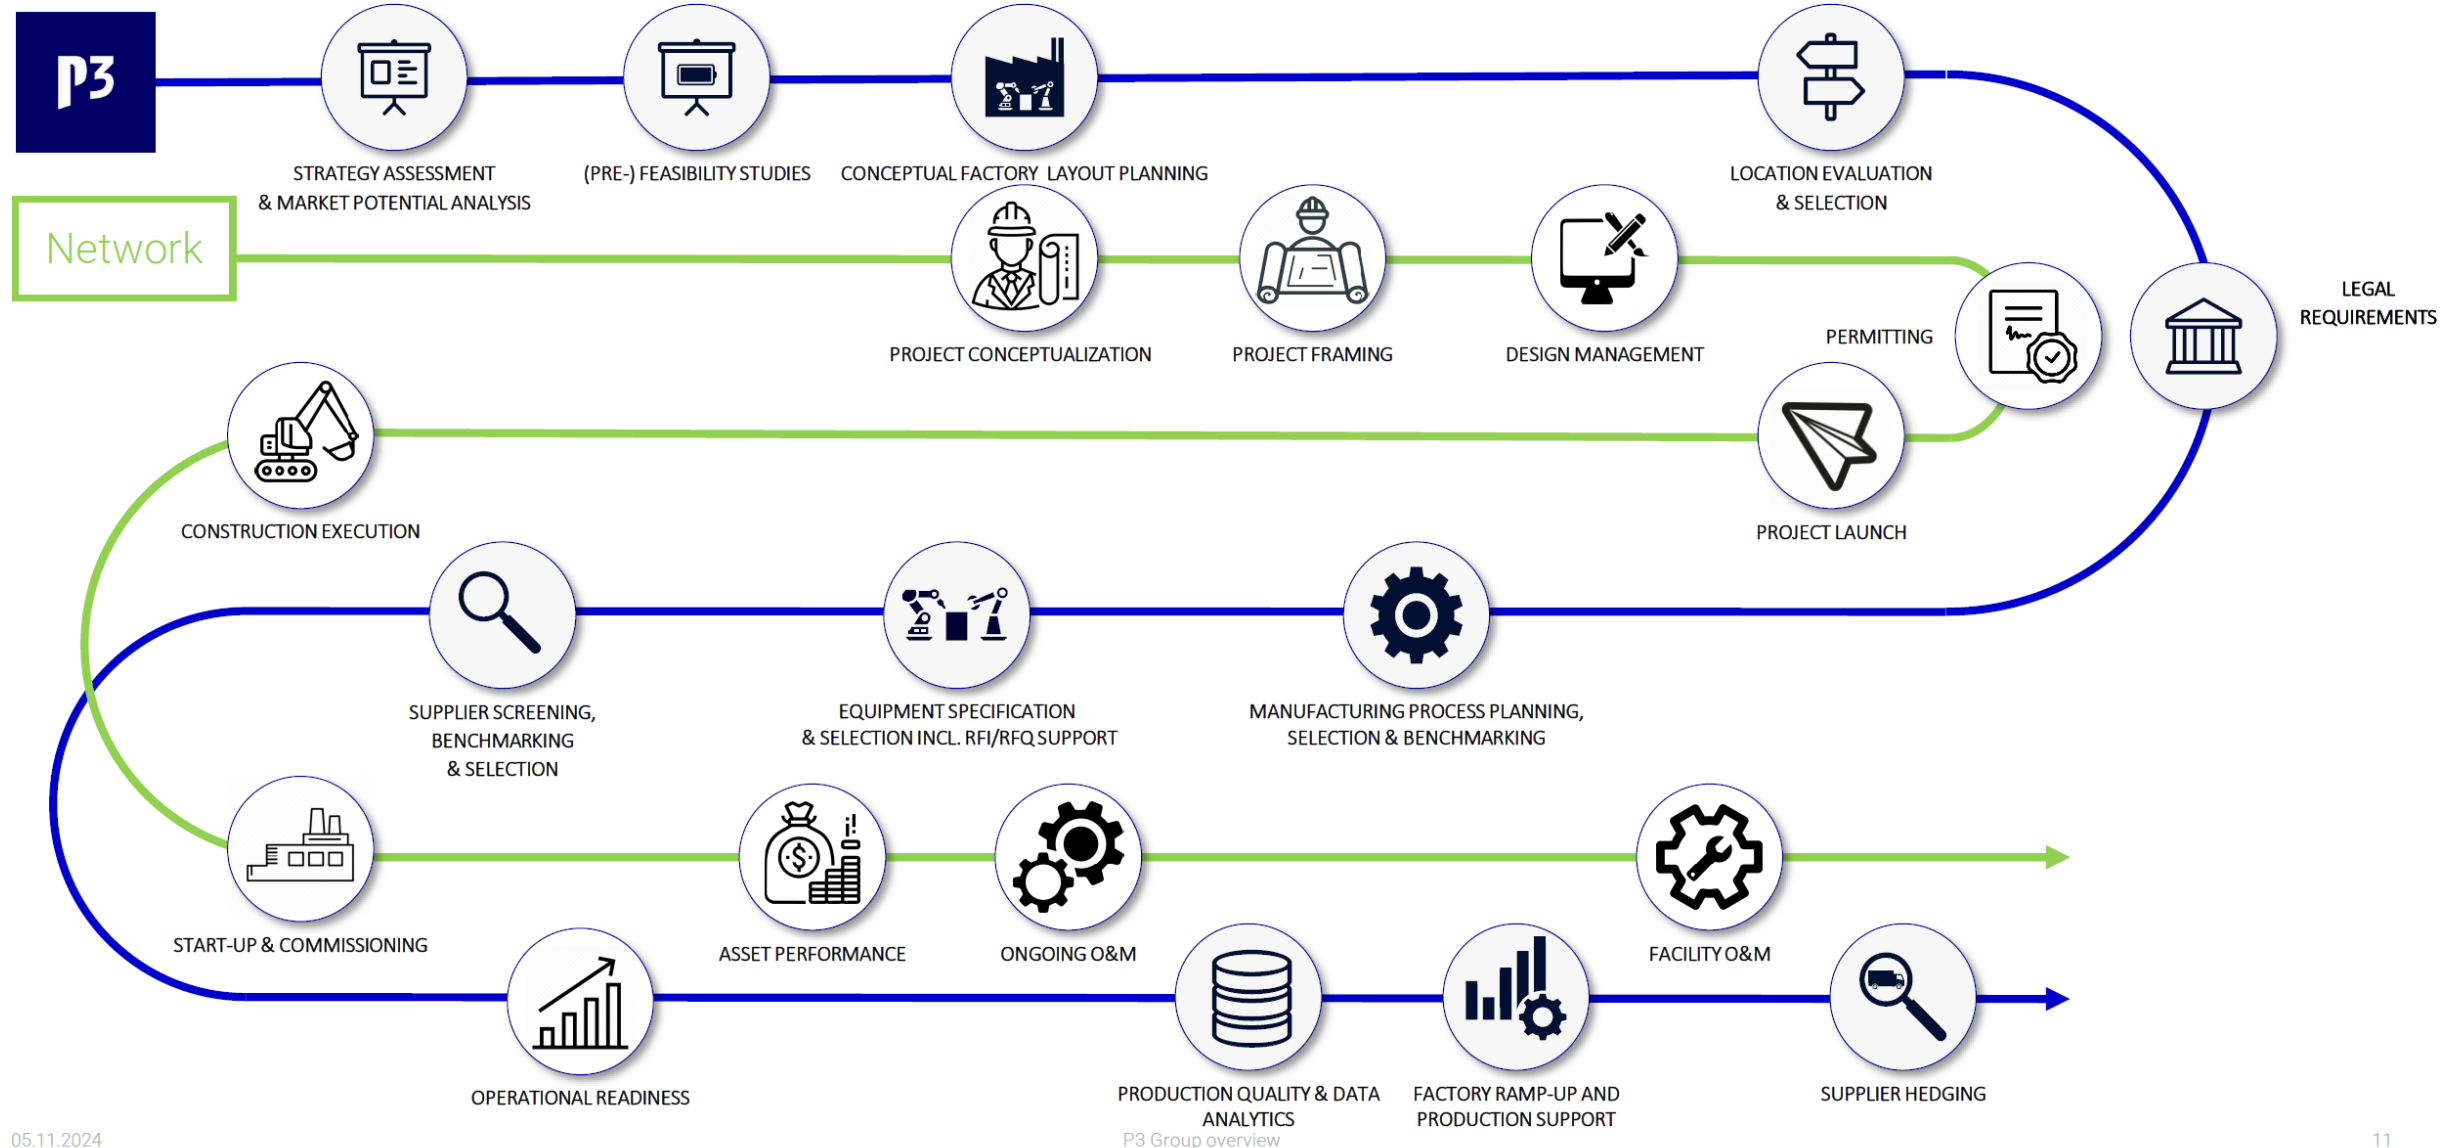 P3
STRATEGY ASSESSMENT
& MARKET POTENTIAL ANALYSIS
(PRE-) FEASIBILITY STUDIES
CONCEPTUAL FACTORY LAYOUT PLANNING
LOCATION EVALUATION
& SELECTION
Network
LEGAL
REQUIREMENTS
PROJECT CONCEPTUALIZATION
PROJECT FRAMING
DESIGN MANAGEMENT
PERMITTING
CONSTRUCTION EXECUTION
PROJECT LAUNCH
SUPPLIER SCREENING,
BENCHMARKING
& SELECTION
EQUIPMENT SPECIFICATION
& SELECTION INCL. RFI/RFQ SUPPORT
MANUFACTURING PROCESS PLANNING,
SELECTION & BENCHMARKING
START-UP & COMMISSIONING
ASSET PERFORMANCE
ONGOING O&M
FACILITY O&M
OPERATIONAL READINESS
PRODUCTION QUALITY & DATA
ANALYTICS
FACTORY RAMP-UP AND
PRODUCTION SUPPORT
SUPPLIER HEDGING
05.11.2024
P3 Group overview
11